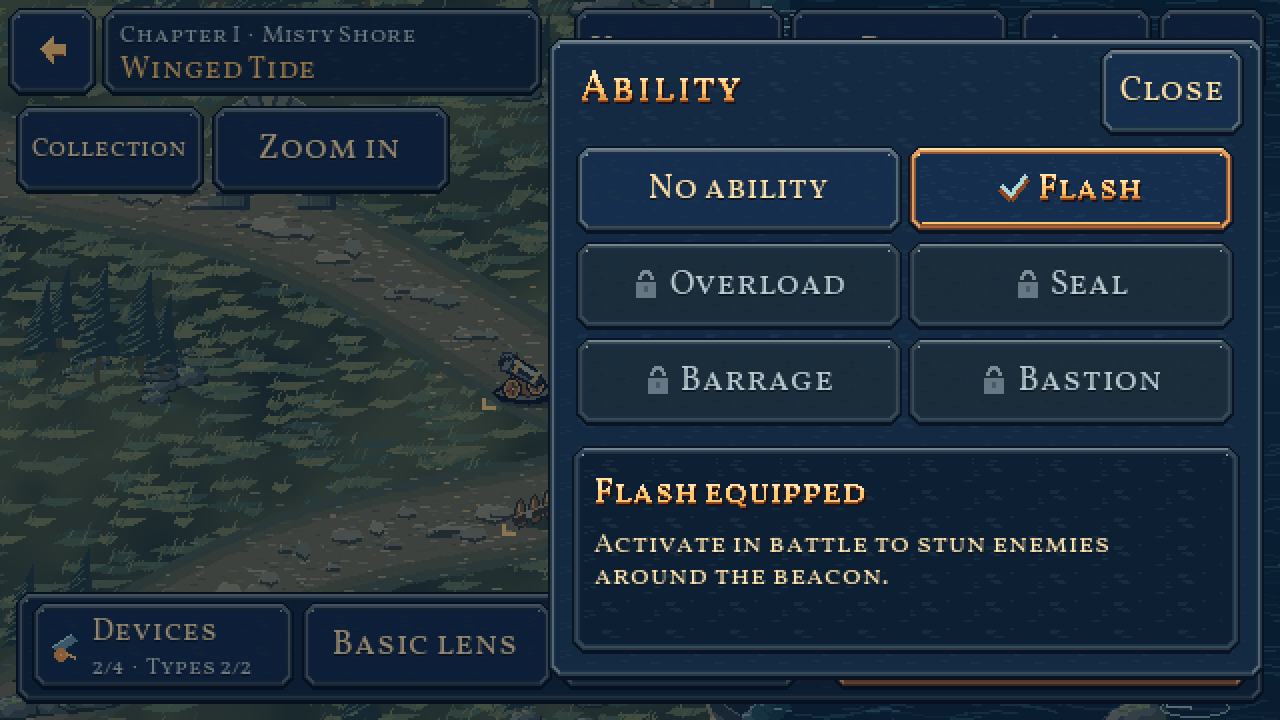 Chapter I · Misty Shore
Winged Tide
Collection
Zoom in
Ability
Close
No ability
Flash
Overload
Seal
Barrage
Bastion
Flash equipped
Activate in battle to stun enemies
around the beacon.
Devices
2/4 · Types 2/2
Basic lens